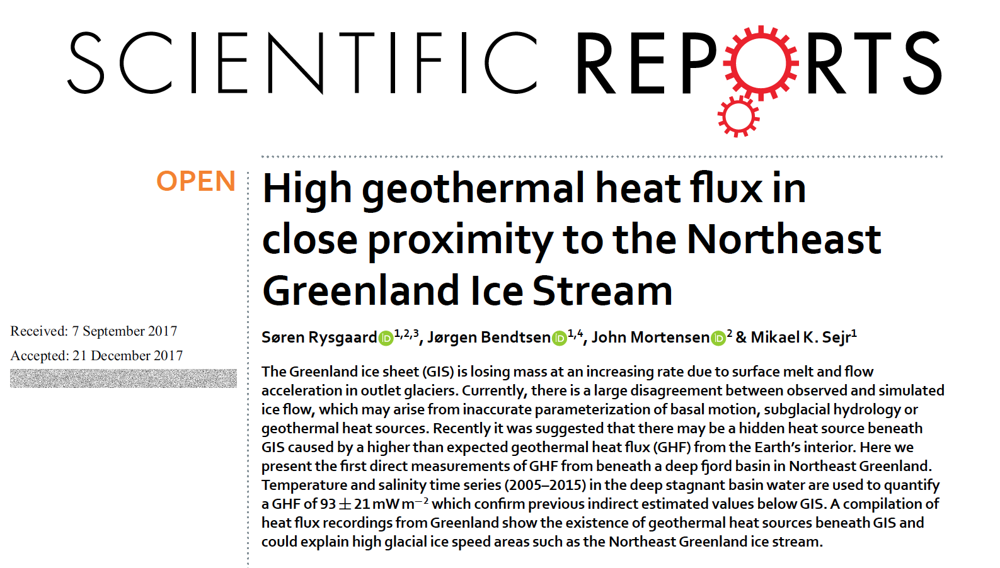 SCIENTIFIC REPORTS
OPEN
High geothermal heat flux in
close proximity to the Northeast
Greenland Ice Stream
Received: 7 September 2017
Accepted: 21 December 2017
Søren Rysgaard iD 1,2,3, Jørgen Bendtsen iD 1,4, John Mortensen iD 2 & Mikael K. Sejr1
The Greenland ice sheet (GIS) is losing mass at an increasing rate due to surface melt and flow
acceleration in outlet glaciers. Currently, there is a large disagreement between observed and simulated
ice flow, which may arise from inaccurate parameterization of basal motion, subglacial hydrology or
geothermal heat sources. Recently it was suggested that there may be a hidden heat source beneath
GIS caused by a higher than expected geothermal heat flux (GHF) from the Earth's interior. Here we
present the first direct measurements of GHF from beneath a deep fjord basin in Northeast Greenland.
Temperature and salinity time series (2005–2015) in the deep stagnant basin water are used to quantify
a GHF of 93 ± 21 mW m−2 which confirm previous indirect estimated values below GIS. A compilation of
heat flux recordings from Greenland show the existence of geothermal heat sources beneath GIS and
could explain high glacial ice speed areas such as the Northeast Greenland ice stream.